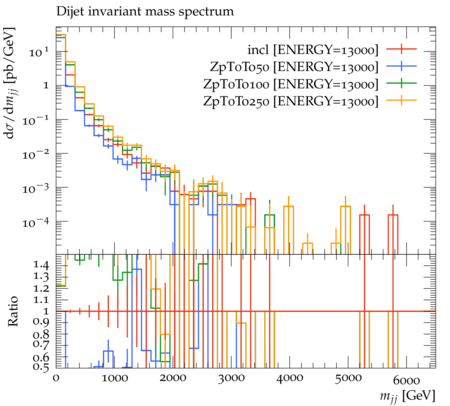 Dijet invariant mass spectrum
dσ/dm_jj [pb/GeV]
incl [ENERGY=13000]
ZpToTo50 [ENERGY=13000]
ZpToTo100 [ENERGY=13000]
ZpToTo250 [ENERGY=13000]
10^1
1
10^−1
10^−2
10^−3
10^−4
Ratio
1.4
1.3
1.2
1.1
1
0.9
0.8
0.7
0.6
0.5
0 1000 2000 3000 4000 5000 6000
m_jj [GeV]